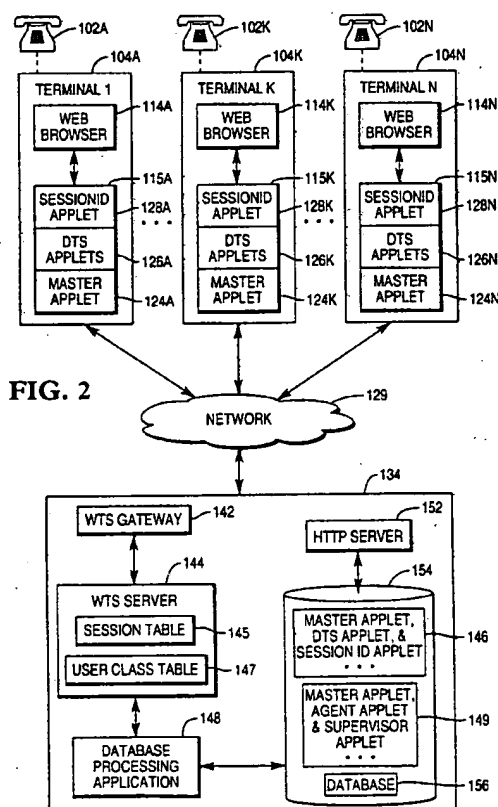 102A
102K
102N
104A
104K
104N
TERMINAL 1
TERMINAL K
TERMINAL N
114A
114K
114N
WEB
BROWSER
WEB
BROWSER
WEB
BROWSER
115A
115K
115N
SESSIONID
APPLET
SESSIONID
APPLET
SESSIONID
APPLET
128A
128K
128N
DTS
APPLETS
DTS
APPLETS
DTS
APPLETS
126A
126K
126N
MASTER
APPLET
MASTER
APPLET
MASTER
APPLET
124A
124K
124N
FIG. 2
NETWORK
129
134
WTS GATEWAY
142
HTTP SERVER
152
144
154
WTS SERVER
SESSION TABLE
145
USER CLASS TABLE
147
MASTER APPLET,
DTS APPLET, &
SESSION ID APPLET
. . .
146
MASTER APPLET,
AGENT APPLET
& SUPERVISOR
APPLET
. . .
149
DATABASE
PROCESSING
APPLICATION
148
DATABASE
156